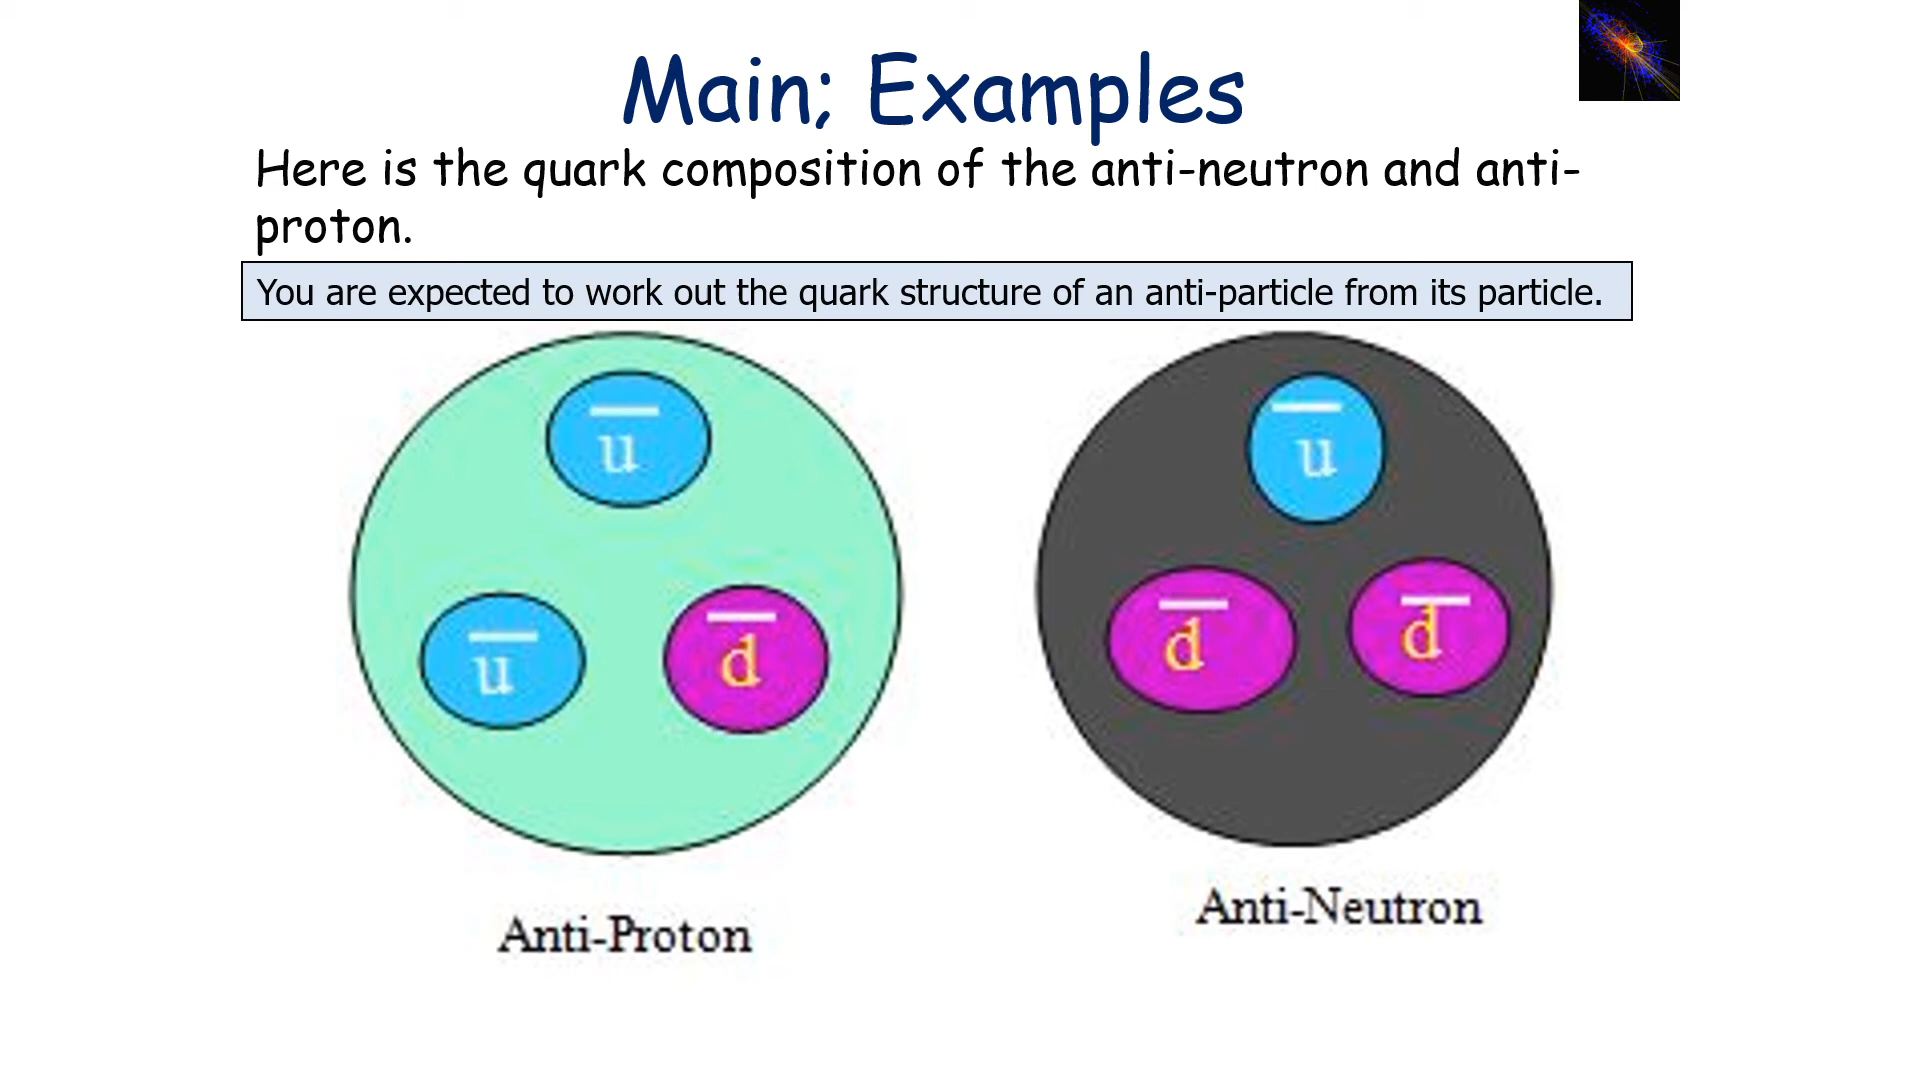 Main; Examples
Here is the quark composition of the anti-neutron and anti-
proton.
You are expected to work out the quark structure of an anti-particle from its particle.
u̅
u̅
u̅ d̅
d̅ d̅
Anti-Proton
Anti-Neutron